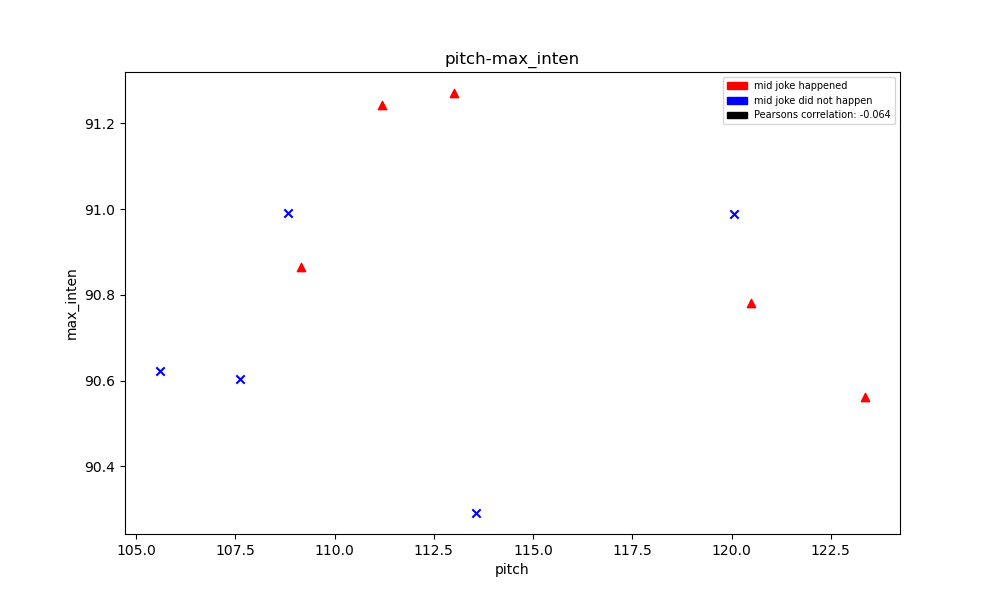 pitch-max_inten
mid joke happened
mid joke did not happen
Pearsons correlation: -0.064
max_inten
91.2
91.0
90.8
90.6
90.4
105.0 107.5 110.0 112.5 115.0 117.5 120.0 122.5
pitch